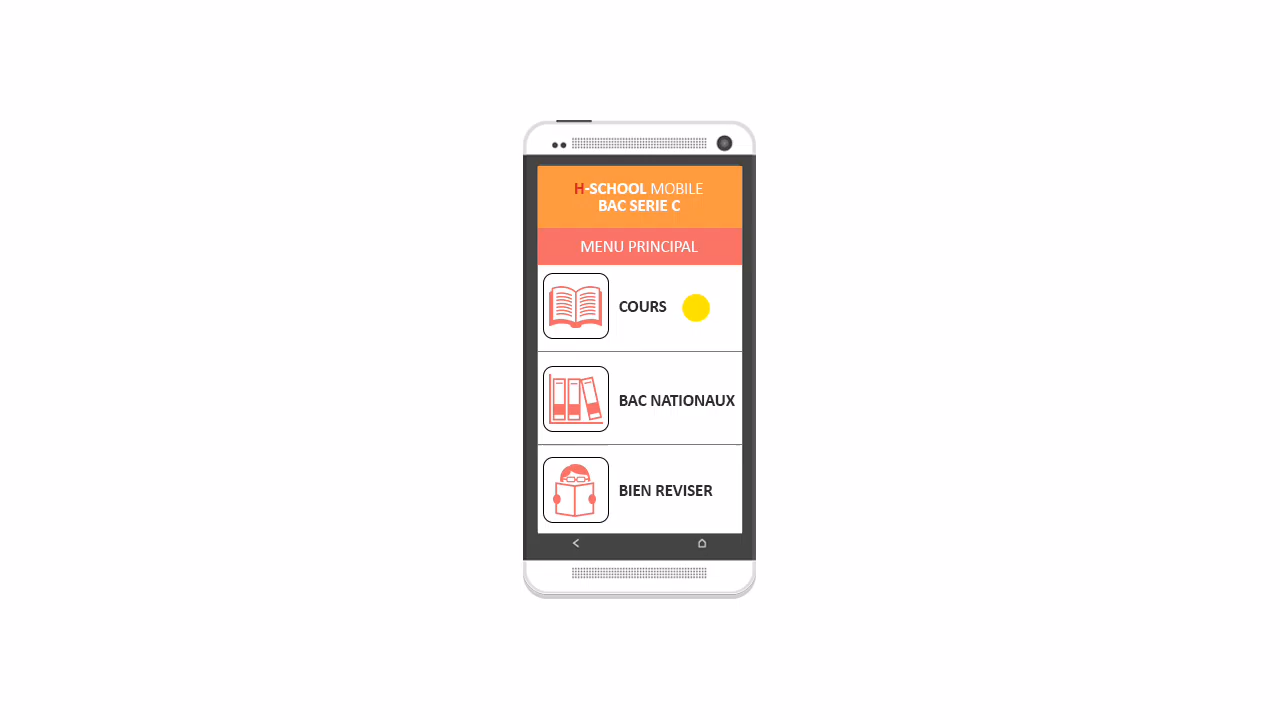 H-SCHOOL MOBILE
BAC SERIE C
MENU PRINCIPAL
COURS
BAC NATIONAUX
BIEN REVISER